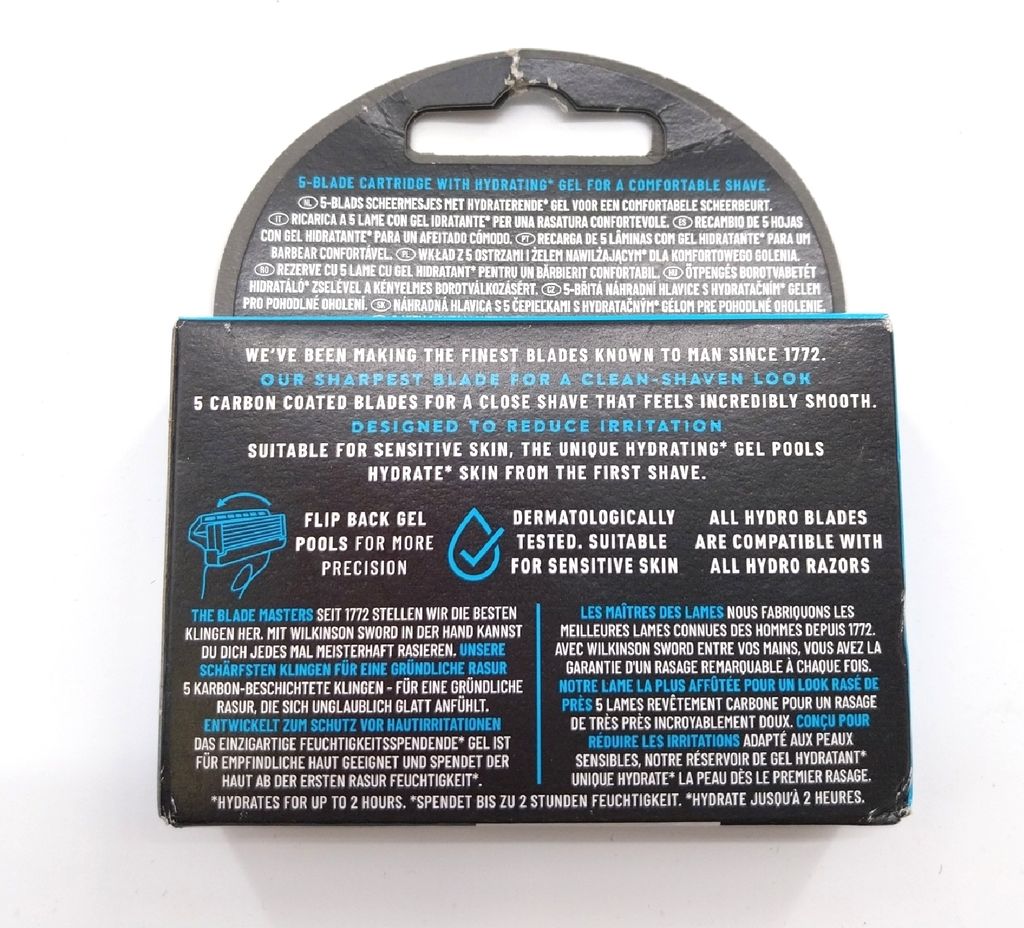 5-BLADE CARTRIDGE WITH HYDRATING* GEL FOR A COMFORTABLE SHAVE.
NL 5-BLADS SCHEERMESJES MET HYDRATERENDE* GEL VOOR EEN COMFORTABELE SCHEERBEURT.
IT RICARICA A 5 LAME CON GEL IDRATANTE* PER UNA RASATURA CONFORTEVOLE. ES RECAMBIO DE 5 HOJAS
CON GEL HIDRATANTE* PARA UN AFEITADO CÓMODO. PT RECARGA DE 5 LÂMINAS COM GEL HIDRATANTE* PARA UM
BARBEAR CONFORTÁVEL. PL WKŁAD Z 5 OSTRZAMI I ŻELEM NAWILŻAJĄCYM* DLA KOMFORTOWEGO GOLENIA.
RO REZERVE CU 5 LAME CU GEL HIDRATANT* PENTRU UN BĂRBIERIT CONFORTABIL. HU ÖTPENGÉS BOROTVABETÉT
HIDRATÁLÓ* ZSELÉVEL A KÉNYELMES BOROTVÁLKOZÁSÉRT. CZ 5-BŘITÁ NÁHRADNÍ HLAVICE S HYDRATAČNÍM* GELEM
PRO POHODLNÉ OHOLENÍ. SK NÁHRADNÁ HLAVICA S 5 ČEPIEĽKAMI S HYDRATAČNÝM* GÉLOM PRE POHODLNÉ OHOLENIE.
WE'VE BEEN MAKING THE FINEST BLADES KNOWN TO MAN SINCE 1772.
OUR SHARPEST BLADE FOR A CLEAN-SHAVEN LOOK
5 CARBON COATED BLADES FOR A CLOSE SHAVE THAT FEELS INCREDIBLY SMOOTH.
DESIGNED TO REDUCE IRRITATION
SUITABLE FOR SENSITIVE SKIN, THE UNIQUE HYDRATING* GEL POOLS
HYDRATE* SKIN FROM THE FIRST SHAVE.
FLIP BACK GEL
POOLS FOR MORE
PRECISION
DERMATOLOGICALLY
TESTED. SUITABLE
FOR SENSITIVE SKIN
ALL HYDRO BLADES
ARE COMPATIBLE WITH
ALL HYDRO RAZORS
THE BLADE MASTERS SEIT 1772 STELLEN WIR DIE BESTEN
KLINGEN HER. MIT WILKINSON SWORD IN DER HAND KANNST
DU DICH JEDES MAL MEISTERHAFT RASIEREN. UNSERE
SCHÄRFSTEN KLINGEN FÜR EINE GRÜNDLICHE RASUR
5 KARBON-BESCHICHTETE KLINGEN - FÜR EINE GRÜNDLICHE
RASUR, DIE SICH UNGLAUBLICH GLATT ANFÜHLT.
ENTWICKELT ZUM SCHUTZ VOR HAUTIRRITATIONEN
DAS EINZIGARTIGE FEUCHTIGKEITSSPENDENDE* GEL IST
FÜR EMPFINDLICHE HAUT GEEIGNET UND SPENDET DER
HAUT AB DER ERSTEN RASUR FEUCHTIGKEIT*.
LES MAÎTRES DES LAMES NOUS FABRIQUONS LES
MEILLEURES LAMES CONNUES DES HOMMES DEPUIS 1772.
AVEC WILKINSON SWORD ENTRE VOS MAINS, VOUS AVEZ LA
GARANTIE D'UN RASAGE REMARQUABLE À CHAQUE FOIS.
NOTRE LAME LA PLUS AFFÛTÉE POUR UN LOOK RASÉ DE
PRÈS 5 LAMES REVÊTEMENT CARBONE POUR UN RASAGE
DE TRÈS PRÈS INCROYABLEMENT DOUX. CONÇU POUR
RÉDUIRE LES IRRITATIONS ADAPTÉ AUX PEAUX
SENSIBLES, NOTRE RÉSERVOIR DE GEL HYDRATANT*
UNIQUE HYDRATE* LA PEAU DÈS LE PREMIER RASAGE.
*HYDRATES FOR UP TO 2 HOURS. *SPENDET BIS ZU 2 STUNDEN FEUCHTIGKEIT. *HYDRATE JUSQU'À 2 HEURES.